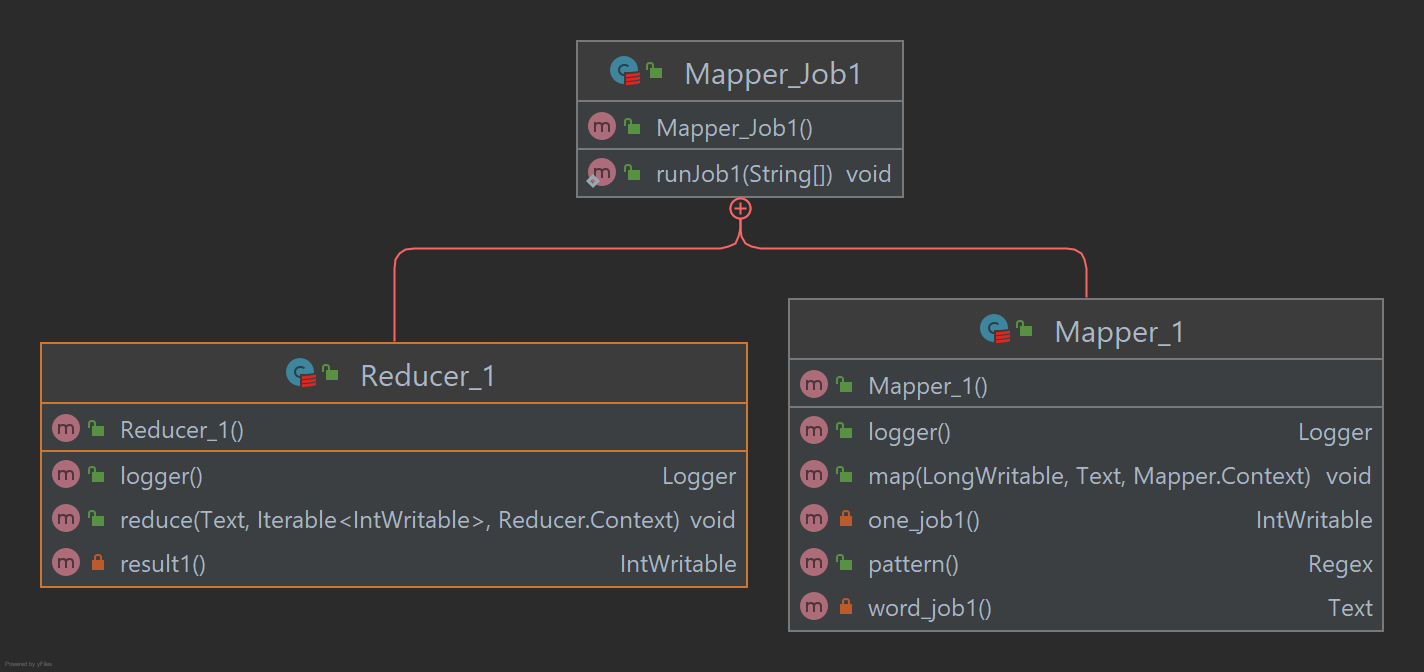 Mapper_Job1
Mapper_Job1()
runJob1(String[]) void
Reducer_1
Reducer_1()
logger() Logger
reduce(Text, Iterable<IntWritable>, Reducer.Context) void
result1() IntWritable
Mapper_1
Mapper_1()
logger() Logger
map(LongWritable, Text, Mapper.Context) void
one_job1() IntWritable
pattern() Regex
word_job1() Text
Powered by yFiles